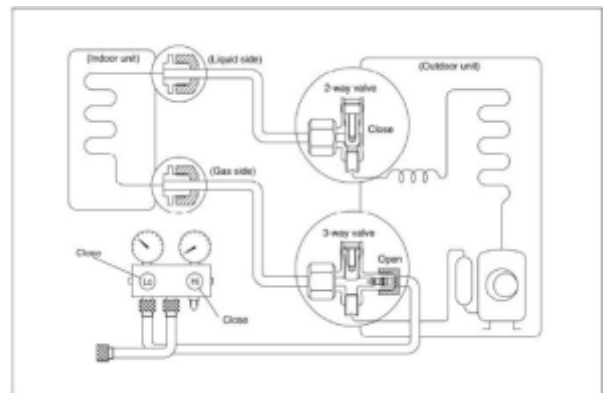 (Indoor unit)
(Liquid side)
(Outdoor unit)
2-way valve
Close
(Gas side)
3-way valve
Open
Close
Lo
Hi
Close